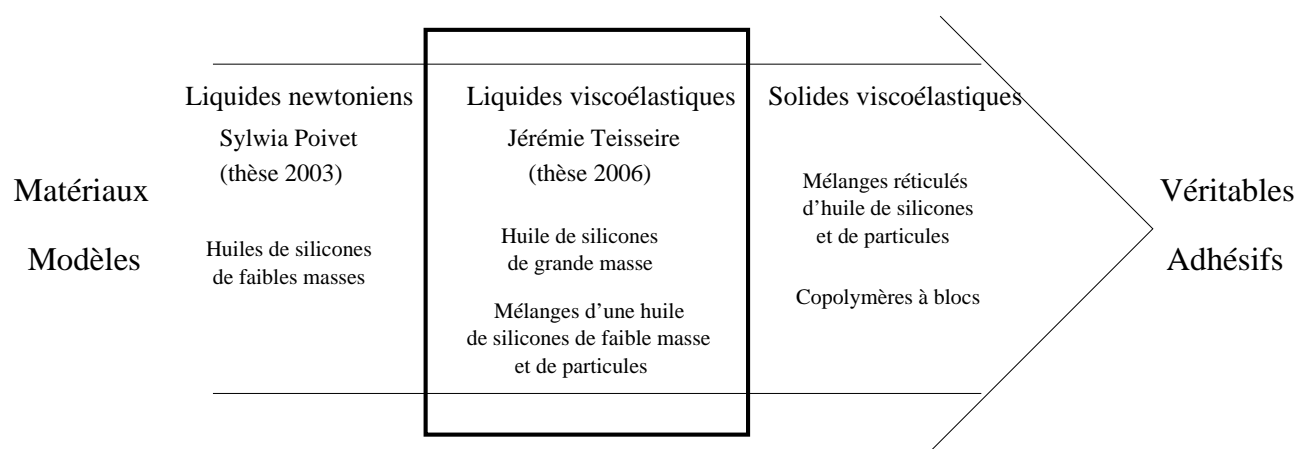 Matériaux
Modèles
Liquides newtoniens
Sylwia Poivet
(thèse 2003)
Huiles de silicones
de faibles masses
Liquides viscoélastiques
Jérémie Teisseire
(thèse 2006)
Huile de silicones
de grande masse
Mélanges d'une huile
de silicones de faible masse
et de particules
Solides viscoélastiques
Mélanges réticulés
d'huile de silicones
et de particules
Copolymères à blocs
Véritables
Adhésifs